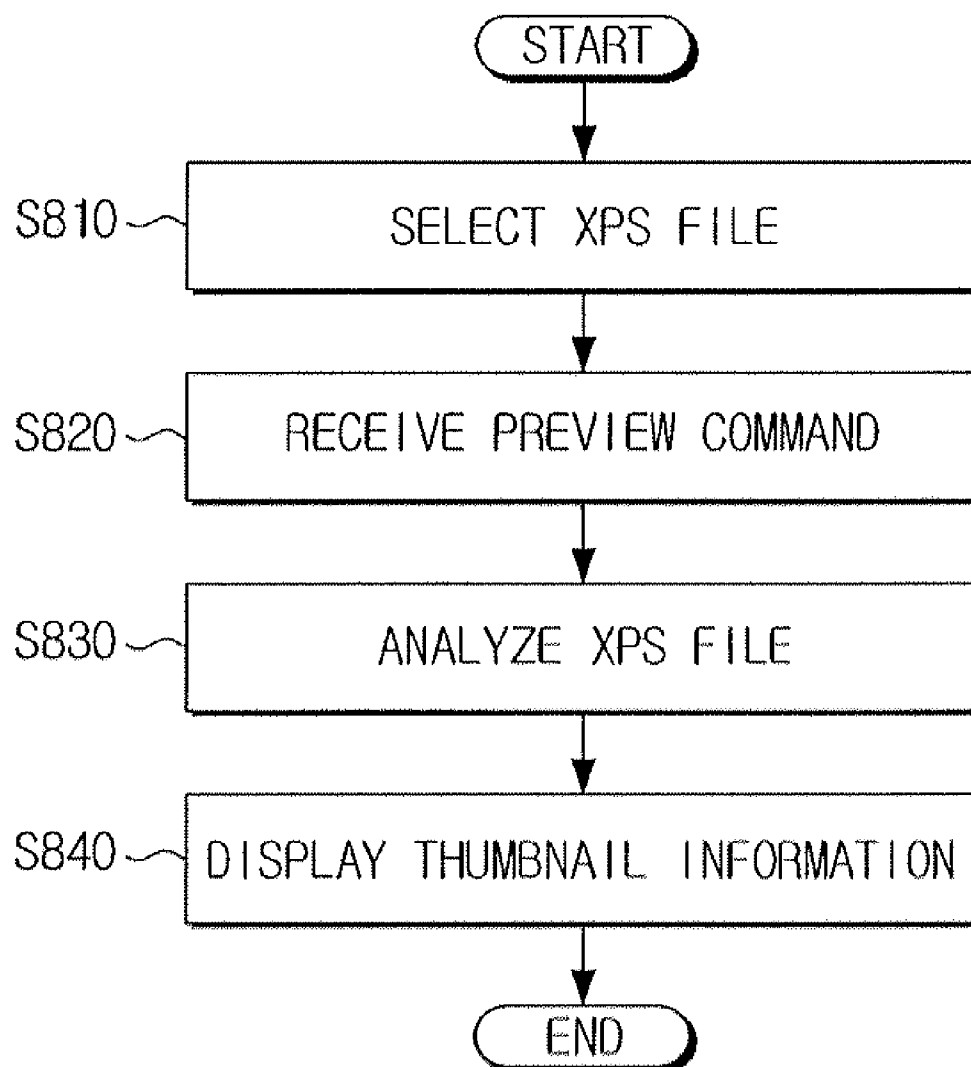 START
S810 SELECT XPS FILE
S820 RECEIVE PREVIEW COMMAND
S830 ANALYZE XPS FILE
S840 DISPLAY THUMBNAIL INFORMATION
END